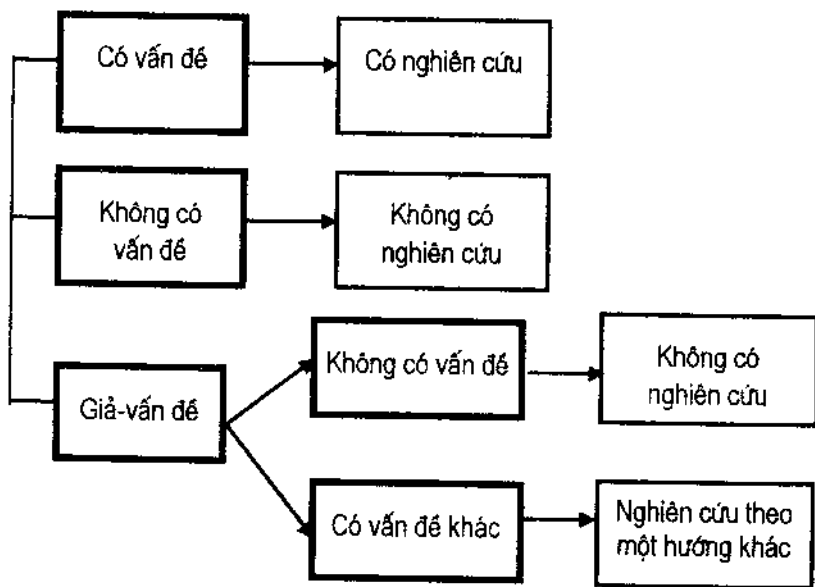 Có vấn đề
Có nghiên cứu
Không có
vấn đề
Không có
nghiên cứu
Giả-vấn đề
Không có vấn đề
Không có
nghiên cứu
Có vấn đề khác
Nghiên cứu theo
một hướng khác